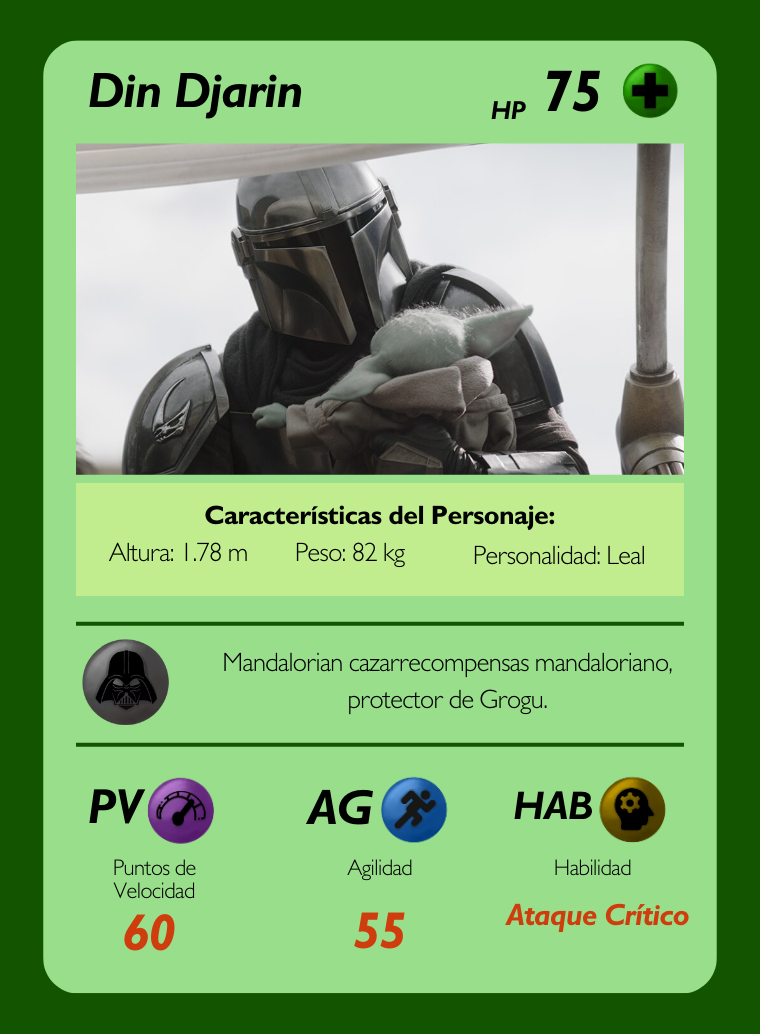 Din Djarin
HP 75
Características del Personaje:
Altura: 1.78 m Peso: 82 kg Personalidad: Leal
Mandalorian cazarrecompensas mandaloriano,
protector de Grogu.
PV AG HAB
Puntos de Velocidad
Agilidad
Habilidad
60
55
Ataque Crítico